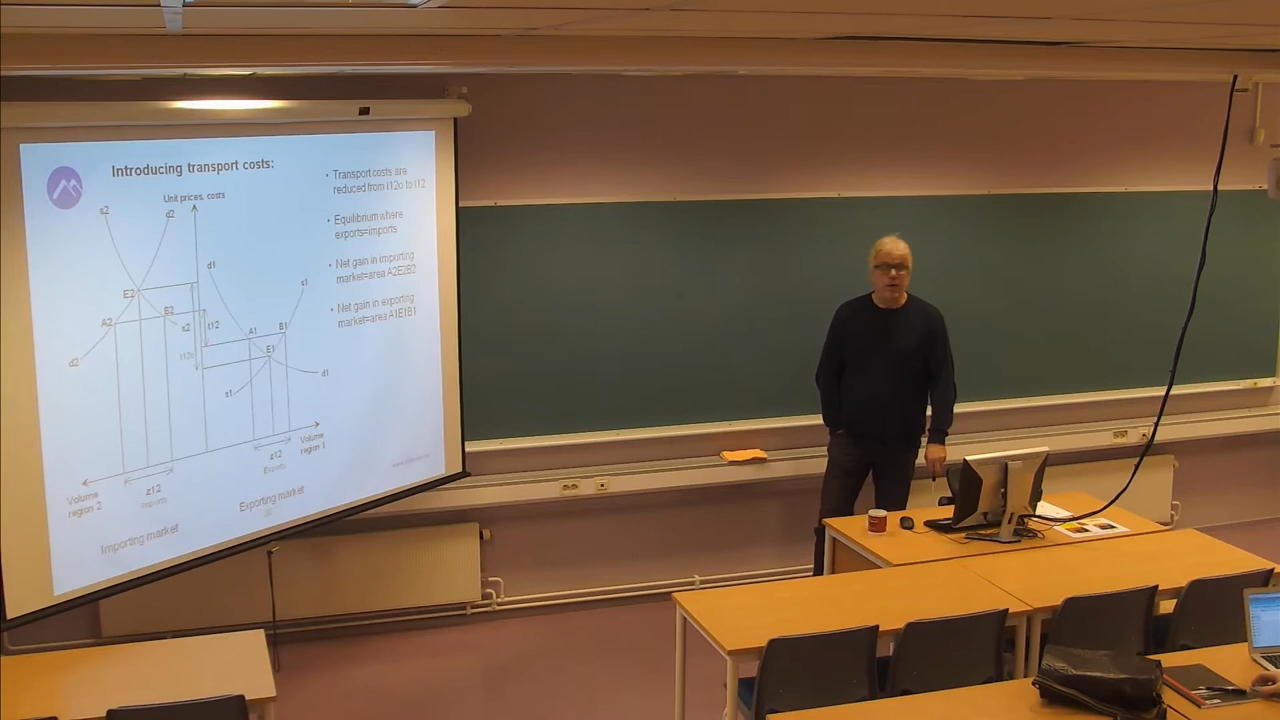 Introducing transport costs:
Unit prices, costs
s2
d2
d1
s1
E2
B2
A2
s2
t12
t12o
A1
B1
E1
d2
d1
s1
Volume
region 1
z12
Exports
Volume
region 2
z12
Imports
Exporting market
Importing market
• Transport costs are
reduced from t12o to t12
• Equilibrium where
exports=imports
• Net gain in importing
market=area A2E2B2
• Net gain in exporting
market=area A1E1B1